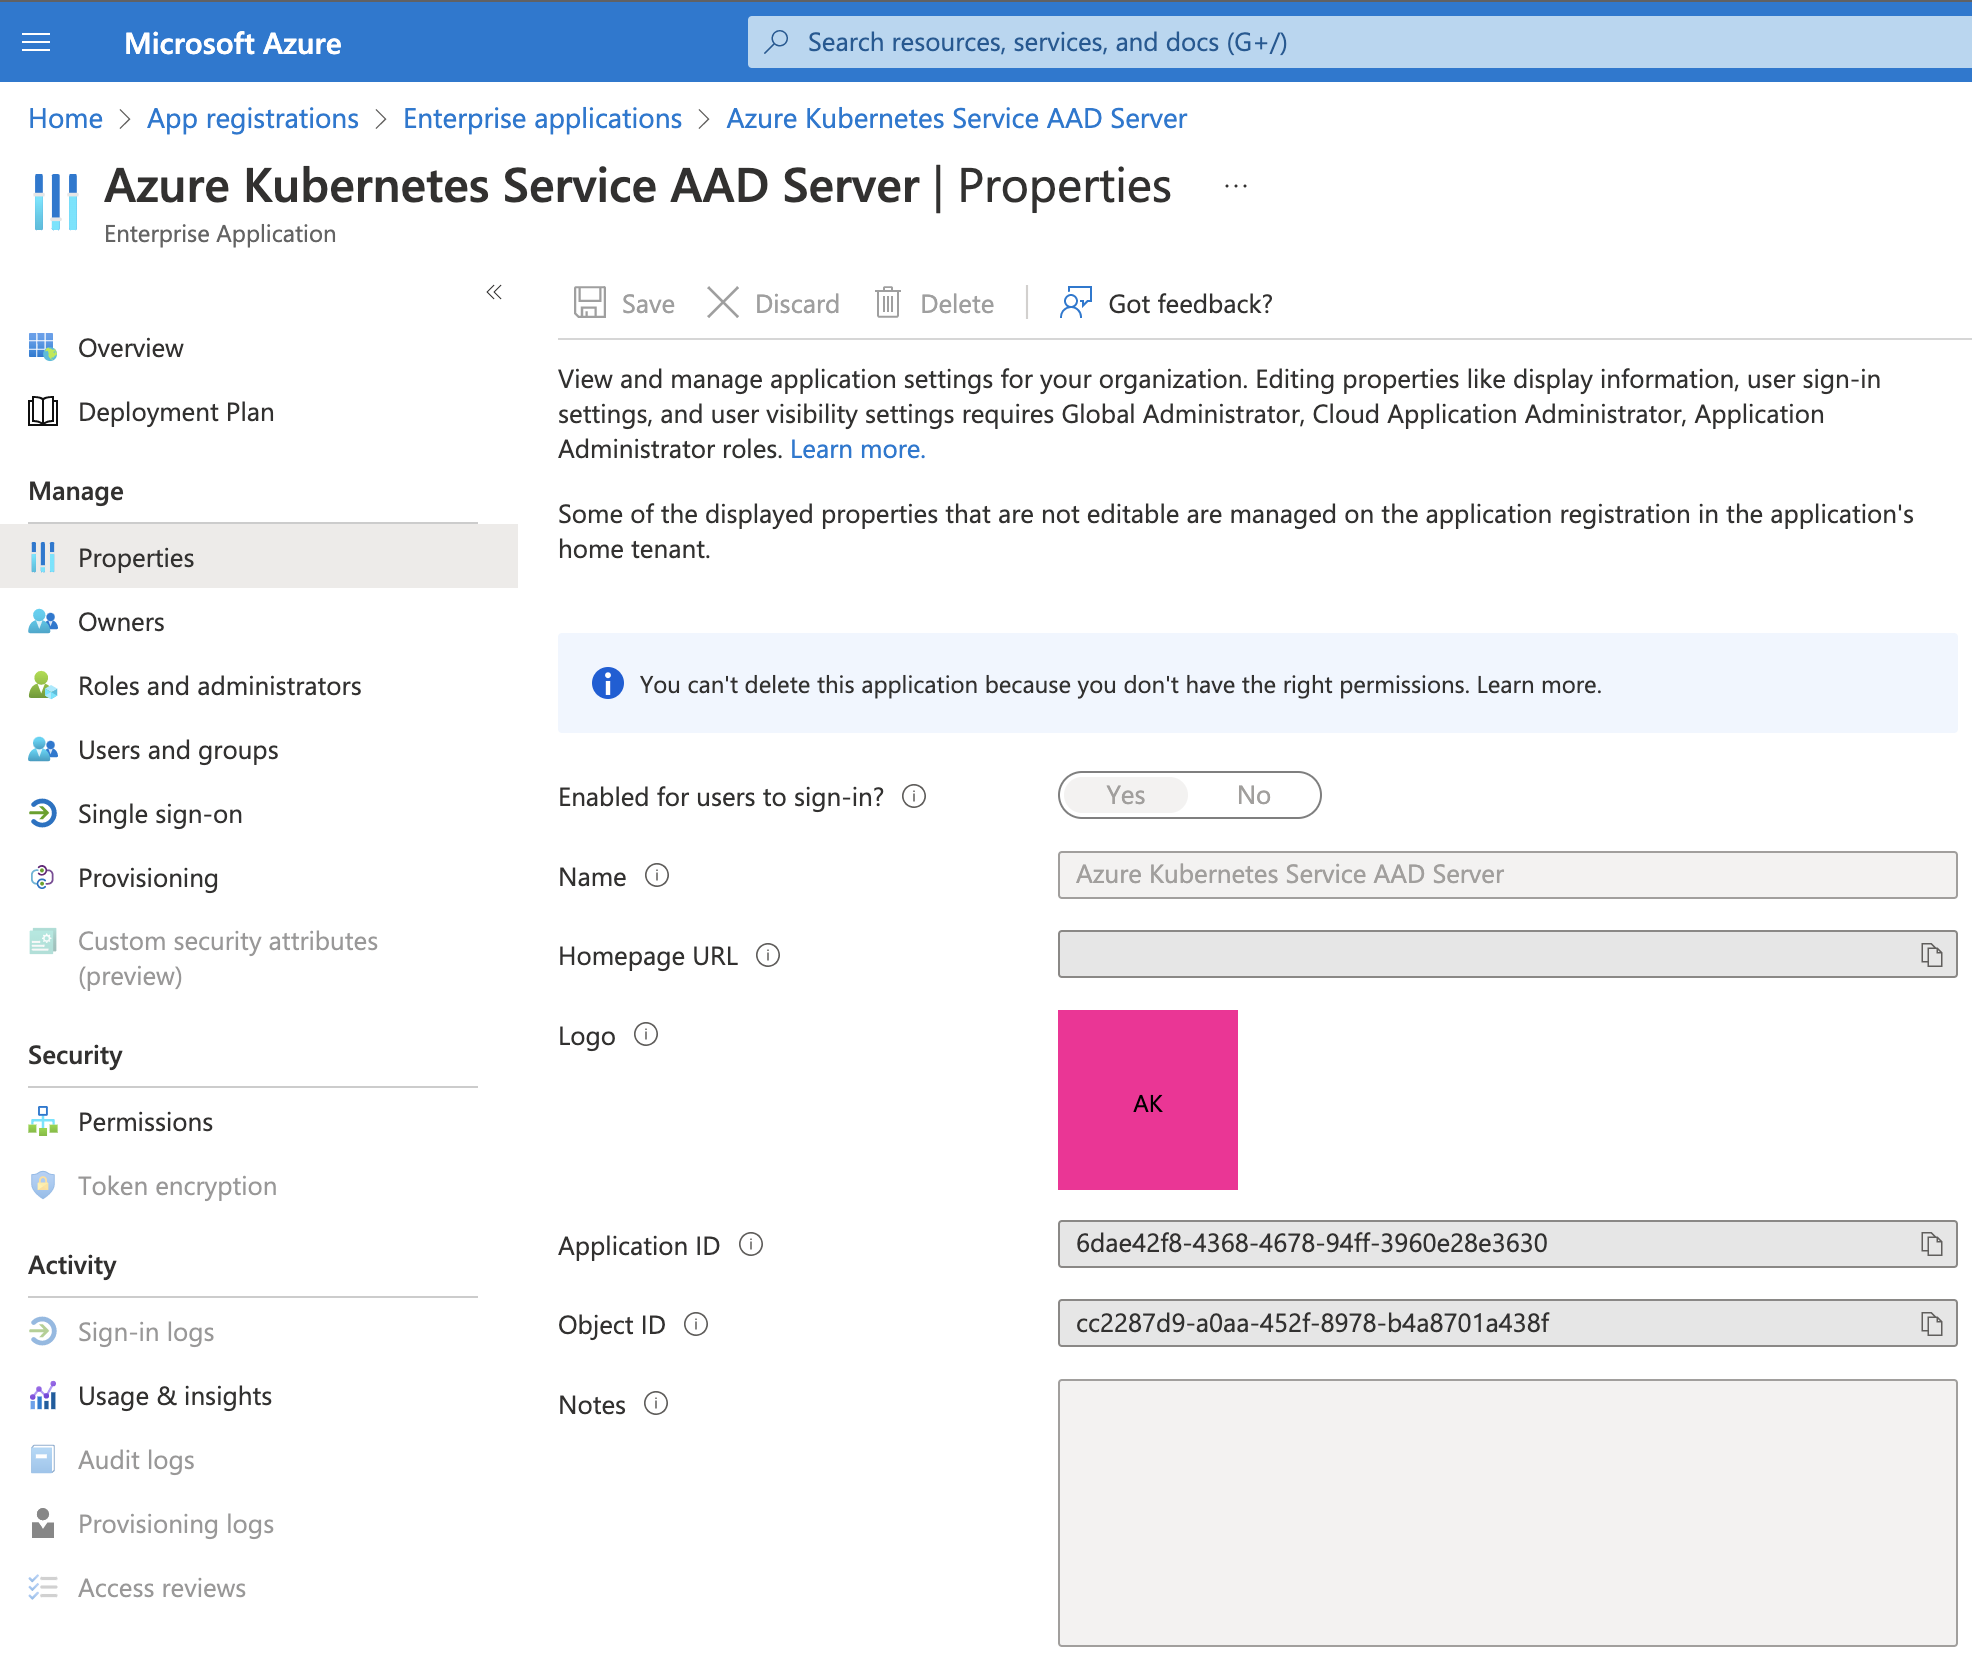 Microsoft Azure
Search resources, services, and docs (G+/)
Home > App registrations > Enterprise applications > Azure Kubernetes Service AAD Server
Azure Kubernetes Service AAD Server | Properties ...
Enterprise Application
«
Overview
Deployment Plan
Manage
Properties
Owners
Roles and administrators
Users and groups
Single sign-on
Provisioning
Custom security attributes
(preview)
Security
Permissions
Token encryption
Activity
Sign-in logs
Usage & insights
Audit logs
Provisioning logs
Access reviews
Save Discard Delete | Got feedback?
View and manage application settings for your organization. Editing properties like display information, user sign-in
settings, and user visibility settings requires Global Administrator, Cloud Application Administrator, Application
Administrator roles. Learn more.
Some of the displayed properties that are not editable are managed on the application registration in the application's
home tenant.
You can't delete this application because you don't have the right permissions. Learn more.
Enabled for users to sign-in? Yes No
Name Azure Kubernetes Service AAD Server
Homepage URL
Logo
AK
Application ID 6dae42f8-4368-4678-94ff-3960e28e3630
Object ID cc2287d9-a0aa-452f-8978-b4a8701a438f
Notes